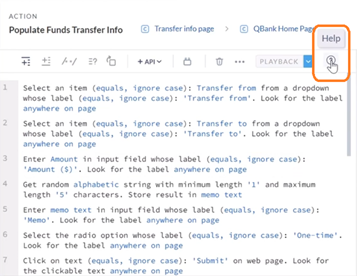 ACTION
Populate Funds Transfer Info
Transfer info page
QBank Home Page
Help
+API
PLAYBACK
1 Select an item (equals, ignore case): Transfer from from a dropdown
whose label (equals, ignore case): 'Transfer from'. Look for the label
anywhere on page
2 Select an item (equals, ignore case): Transfer to from a dropdown
whose label (equals, ignore case): 'Transfer to'. Look for the label
anywhere on page
3 Enter Amount in input field whose label (equals, ignore case):
'Amount ($)'. Look for the label anywhere on page
4 Get random alphabetic string with minimum length '1' and maximum
length '5' characters. Store result in memo text
5 Enter memo text in input field whose label (equals, ignore case):
'Memo'. Look for the label anywhere on page
6 Select the radio option whose label (equals, ignore case): 'One-time'.
Look for the label anywhere on page
7 Click on text (equals, ignore case): 'Submit' on web page. Look for
the clickable text anywhere on page